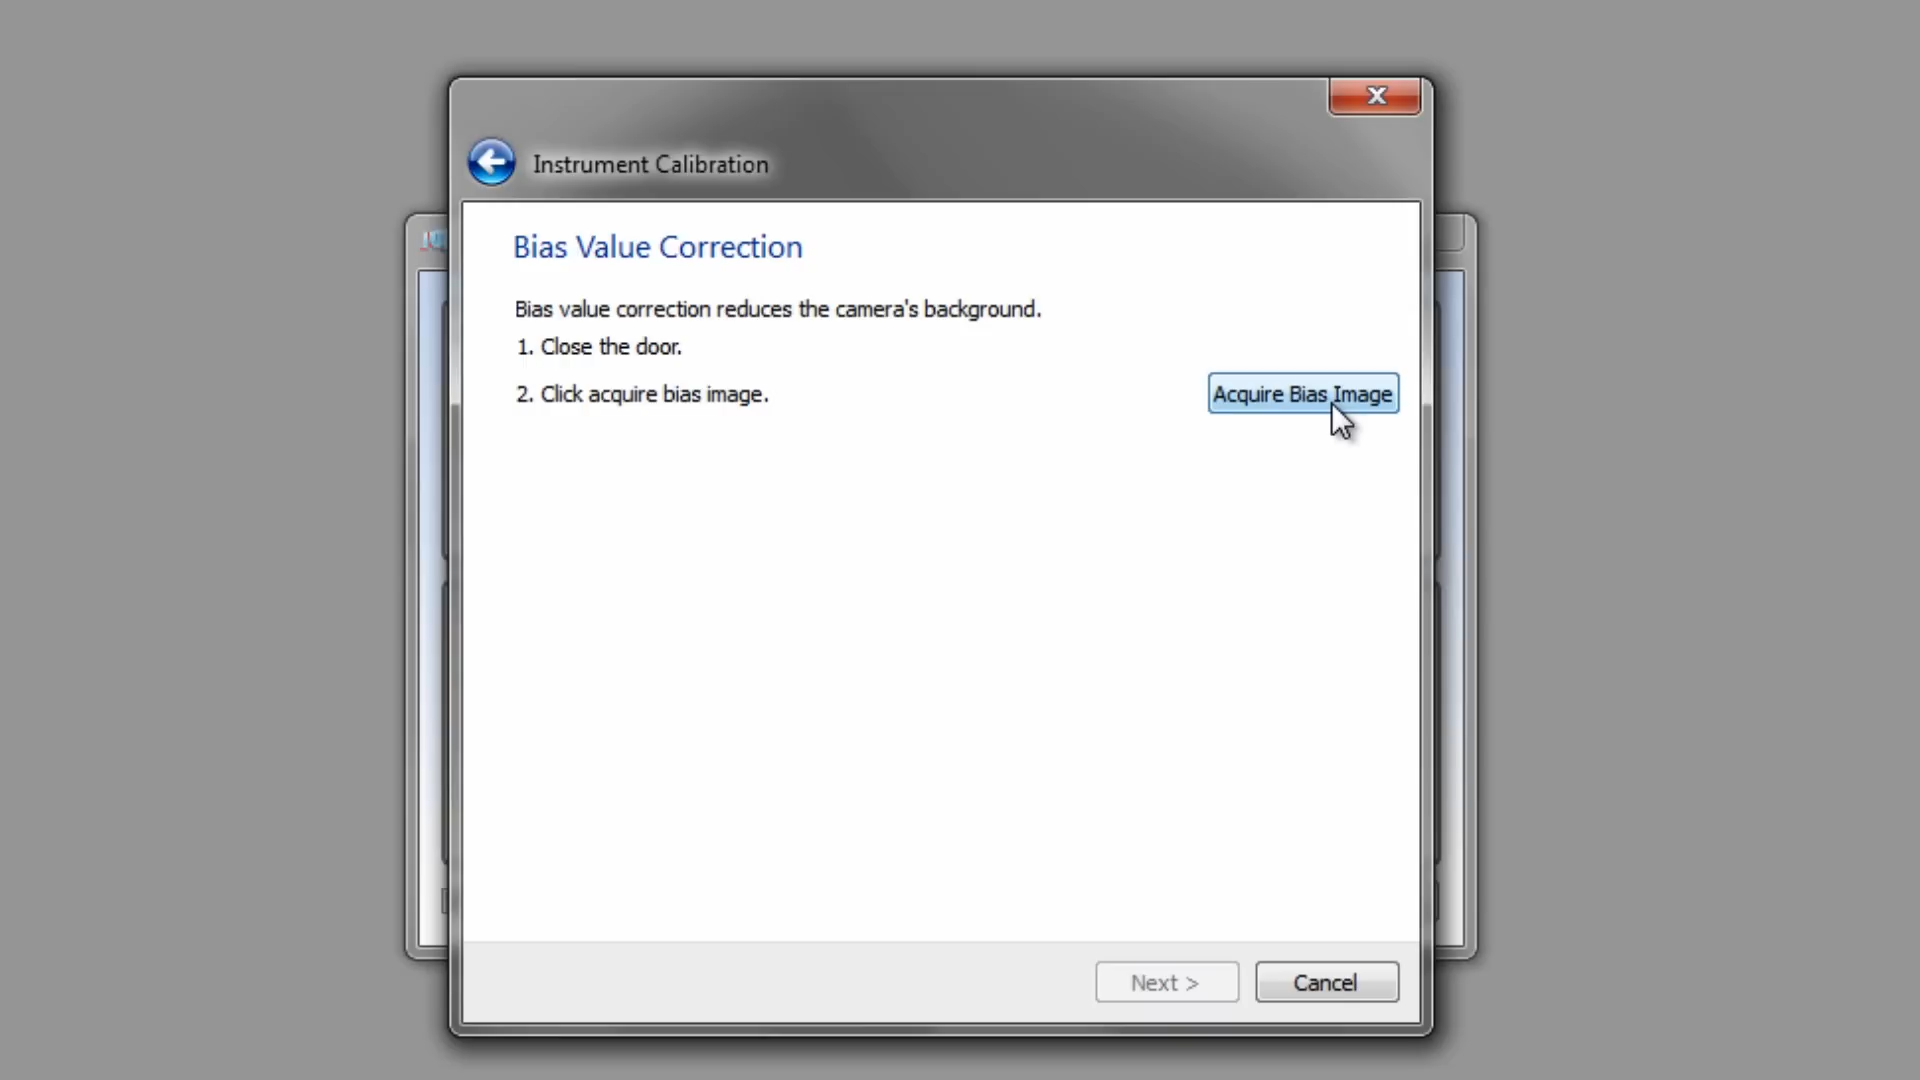 X
Instrument Calibration
Bias Value Correction
Bias value correction reduces the camera's background.
1. Close the door.
2. Click acquire bias image.
Acquire Bias Image
Next >
Cancel